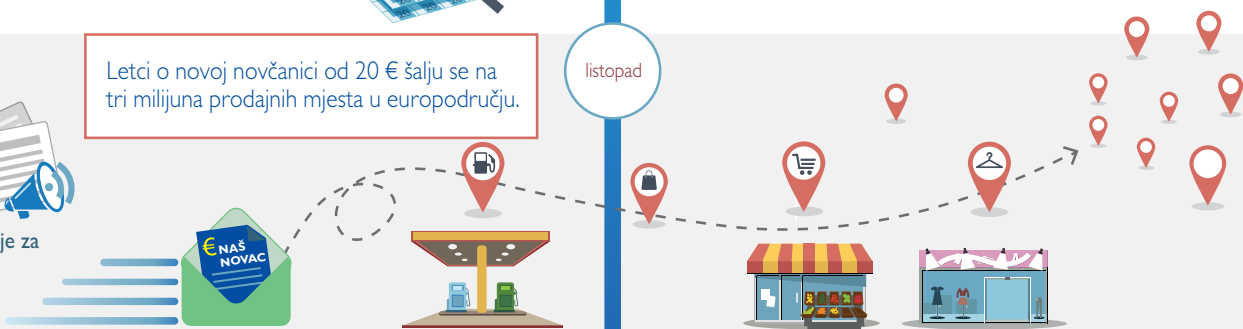 Letci o novoj novčanici od 20 € šalju se na
tri milijuna prodajnih mjesta u europodručju.
listopad
je za
€ NAŠ
NOVAC